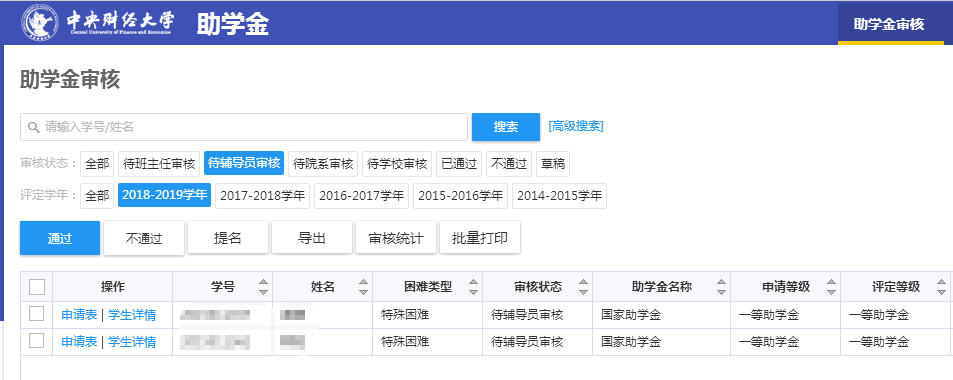 中央财经大学 助学金 助学金审核
Central University of Finance and Economics
助学金审核
请输入学号/姓名 搜索 [高级搜索]
审核状态： 全部 待班主任审核 待辅导员审核 待院系审核 待学校审核 已通过 不通过 草稿
评定学年： 全部 2018-2019学年 2017-2018学年 2016-2017学年 2015-2016学年 2014-2015学年
通过 不通过 提名 导出 审核统计 批量打印
操作 学号 姓名 困难类型 审核状态 助学金名称 申请等级 评定等级
申请表 | 学生详情 特殊困难 待辅导员审核 国家助学金 一等助学金 一等助学金
申请表 | 学生详情 特殊困难 待辅导员审核 国家助学金 一等助学金 一等助学金